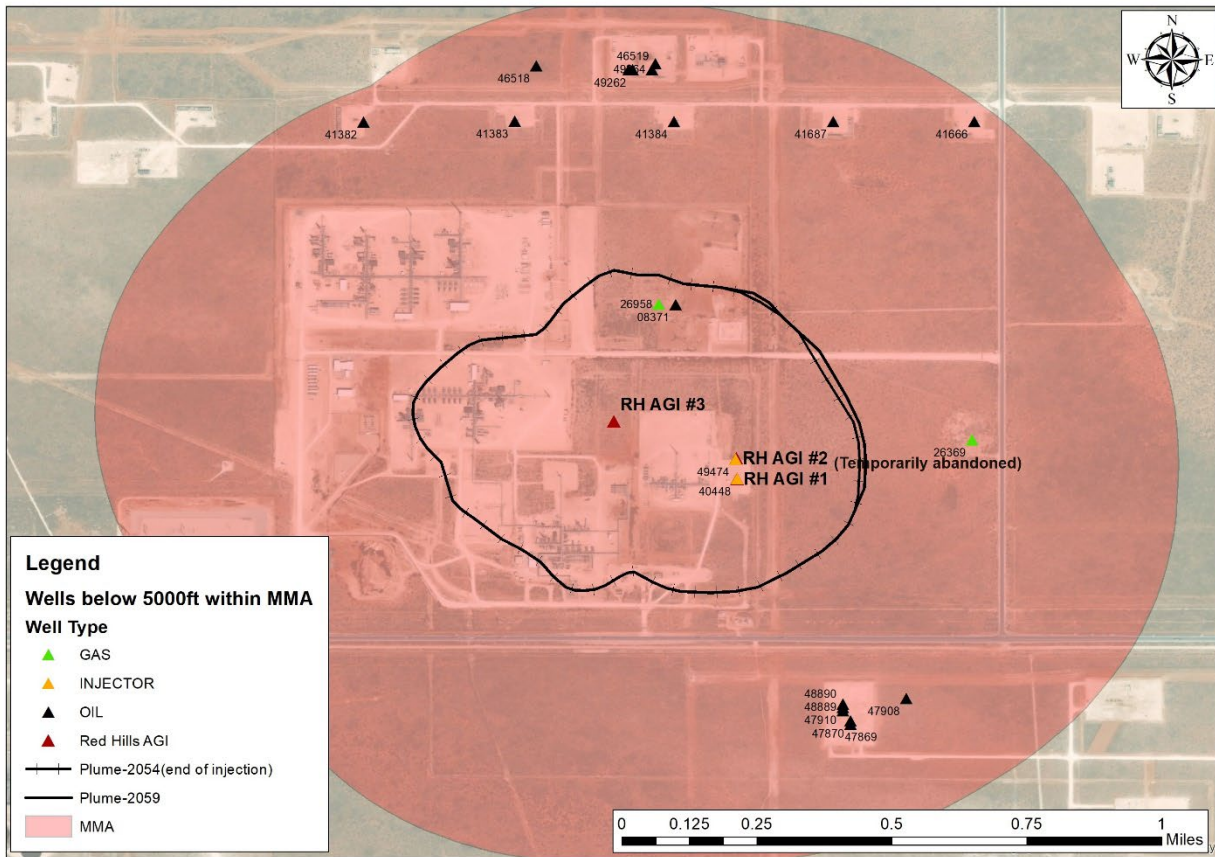 N
W E
S
46519
46518
49262
41382
41383
41384
41687
41666
26958
08371
RH AGI #3
26369
RH AGI #2 (Temporarily abandoned)
49474
RH AGI #1
40448
48890
48889
47908
47910
47870
47869
Legend
Wells below 5000ft within MMA
Well Type
GAS
INJECTOR
OIL
Red Hills AGI
Plume-2054(end of injection)
Plume-2059
MMA
0 0.125 0.25 0.5 0.75 1
Miles